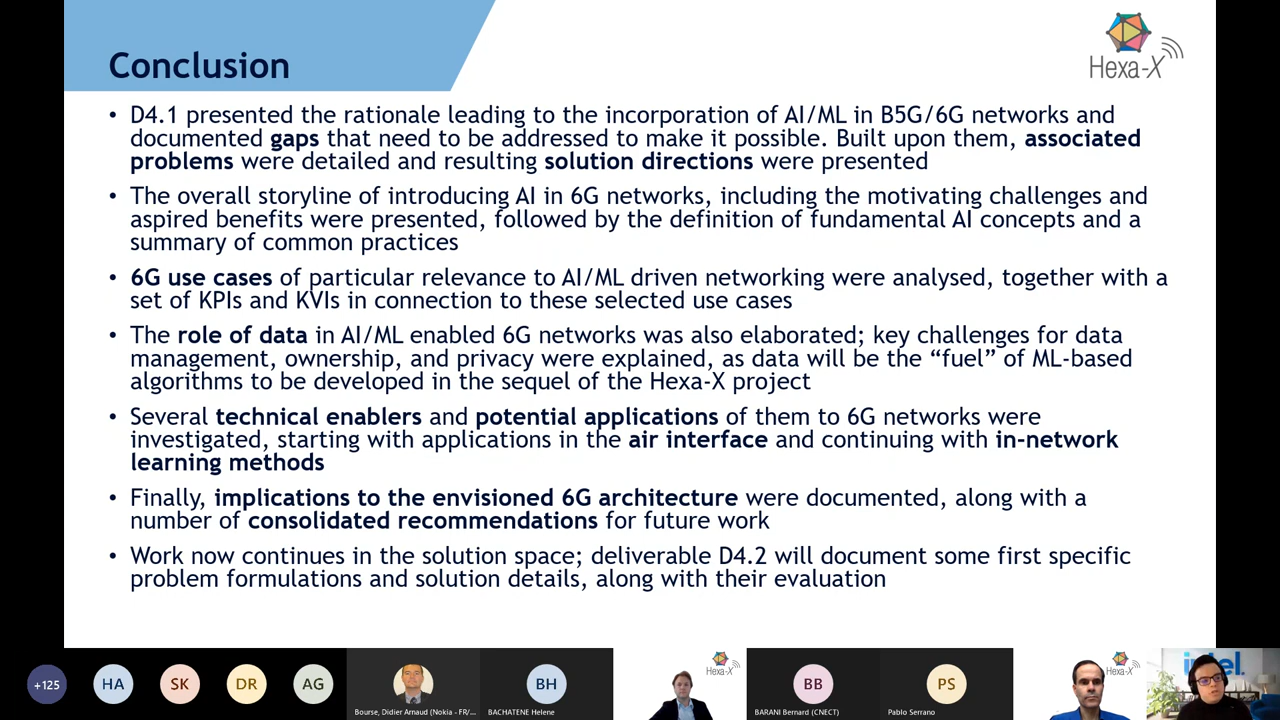 Conclusion
Hexa-X
• D4.1 presented the rationale leading to the incorporation of AI/ML in B5G/6G networks and
documented gaps that need to be addressed to make it possible. Built upon them, associated
problems were detailed and resulting solution directions were presented
• The overall storyline of introducing AI in 6G networks, including the motivating challenges and
aspired benefits were presented, followed by the definition of fundamental AI concepts and a
summary of common practices
• 6G use cases of particular relevance to AI/ML driven networking were analysed, together with a
set of KPIs and KVIs in connection to these selected use cases
• The role of data in AI/ML enabled 6G networks was also elaborated; key challenges for data
management, ownership, and privacy were explained, as data will be the “fuel” of ML-based
algorithms to be developed in the sequel of the Hexa-X project
• Several technical enablers and potential applications of them to 6G networks were
investigated, starting with applications in the air interface and continuing with in-network
learning methods
• Finally, implications to the envisioned 6G architecture were documented, along with a
number of consolidated recommendations for future work
• Work now continues in the solution space; deliverable D4.2 will document some first specific
problem formulations and solution details, along with their evaluation
+125
HA
SK
DR
AG
Bourse, Didier Arnaud (Nokia - FR/...
BH
BACHATENE Helene
Hexa-X
BB
BARANI Bernard (CNECT)
PS
Pablo Serrano
Hexa-X
intel.